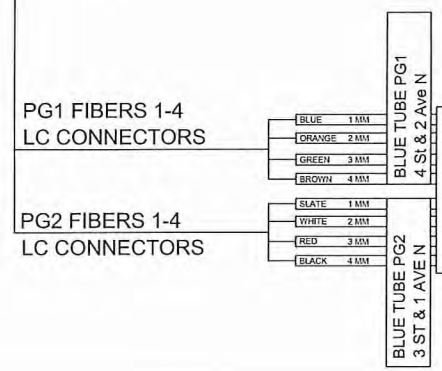 PG1 FIBERS 1-4
LC CONNECTORS
BLUE 1 MM
ORANGE 2 MM
GREEN 3 MM
BROWN 4 MM
BLUE TUBE PG1
4 St & 2 Ave N
PG2 FIBERS 1-4
LC CONNECTORS
SLATE 1 MM
WHITE 2 MM
RED 3 MM
BLACK 4 MM
BLUE TUBE PG2
3 ST & 1 AVE N